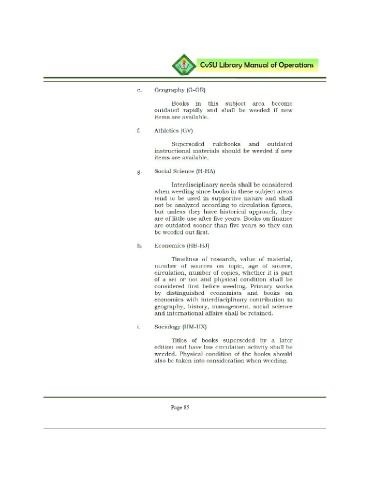 CvSU Library Manual of Operations
e. Geography (G-GB)
Books in this subject area become
outdated rapidly and shall be weeded if new
items are available.
f. Athletics (GV)
Superseded rulebooks and outdated
instructional materials should be weeded if new
items are available.
g. Social Science (H-HA)
Interdisciplinary needs shall be considered
when weeding since books in these subject areas
tend to be used in supportive nature and shall
not be analyzed according to circulation figures,
but unless they have historical approach, they
are of little use after five years. Books on finance
are outdated sooner than five years so they can
be weeded out first.
h. Economics (HB-HJ)
Timeliness of research, value of material,
number of sources on topic, age of source,
circulation, number of copies, whether it is part
of a set or not and physical condition shall be
considered first before weeding. Primary works
by distinguished economists and books on
economics with interdisciplinary contribution to
geography, history, management, social science
and international affairs shall be retained.
i. Sociology (HM-HX)
Titles of books superseded by a later
edition and have less circulation activity shall be
weeded. Physical condition of the books should
also be taken into consideration when weeding.
Page 85